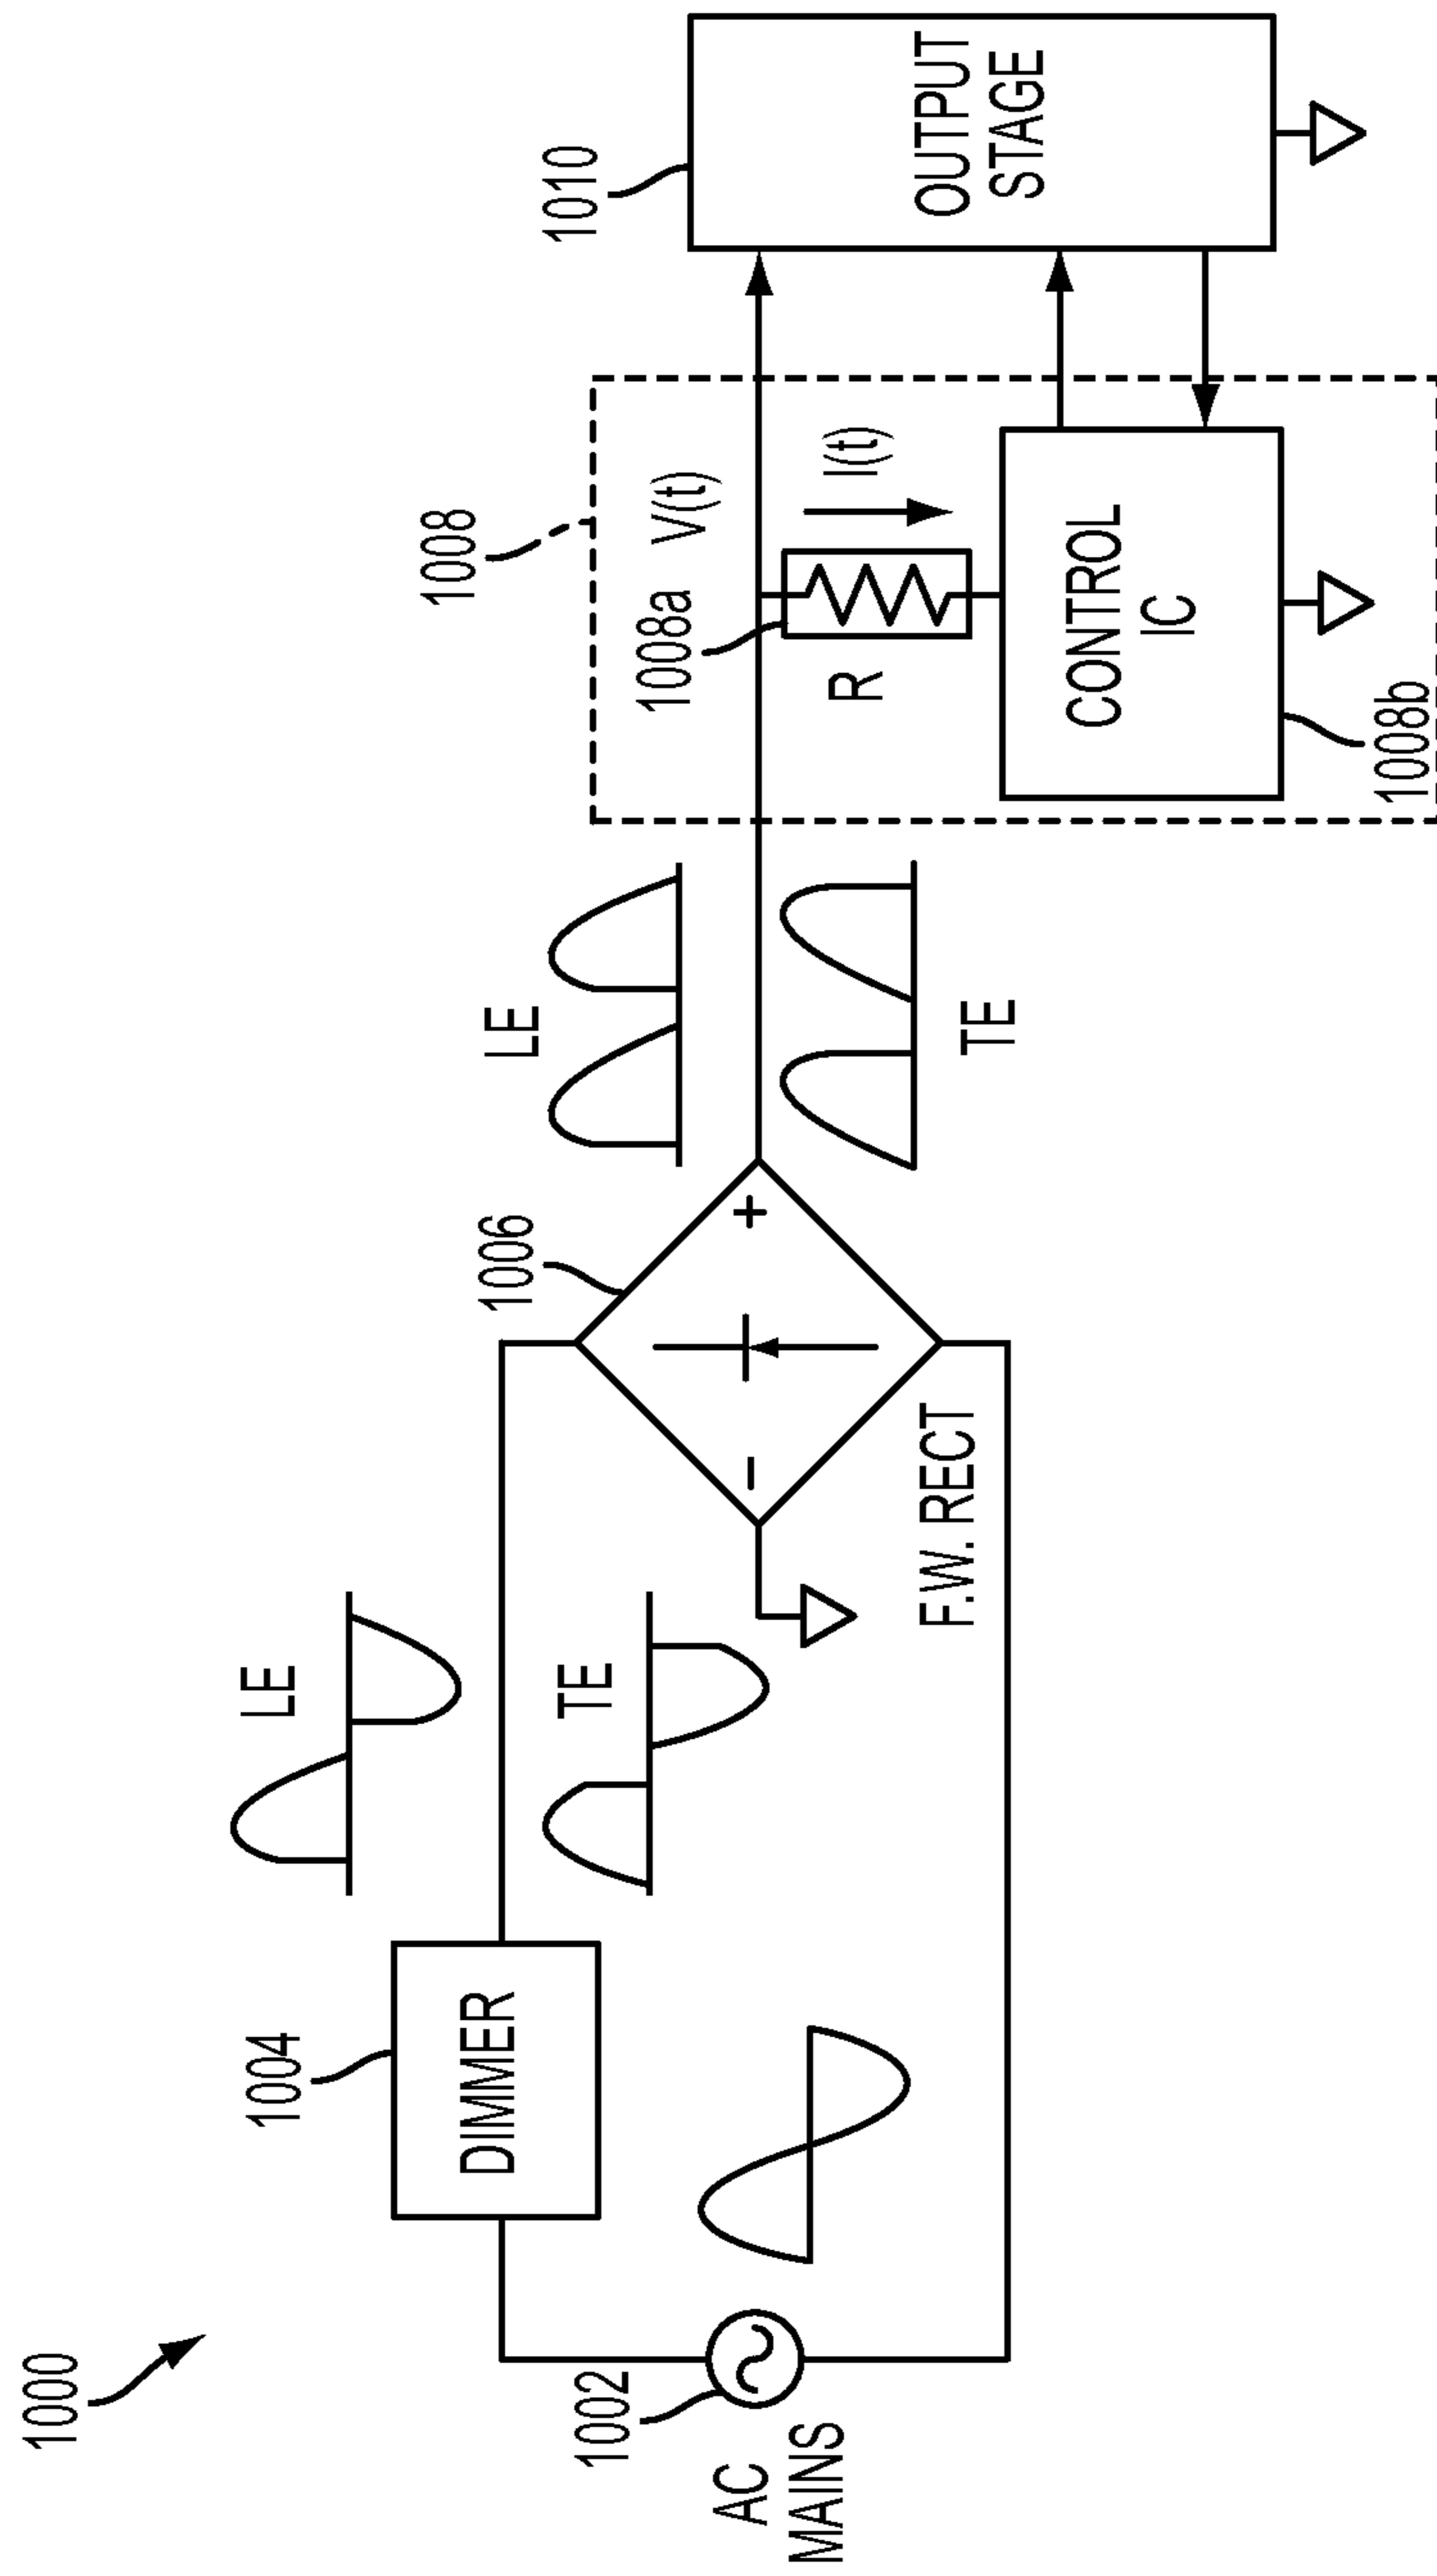 1000
1002
AC
MAINS
1004
DIMMER
LE
TE
1006
+
−
F.W. RECT
LE
TE
1008
1008a
V(t)
R
I(t)
CONTROL
IC
1008b
1010
OUTPUT
STAGE